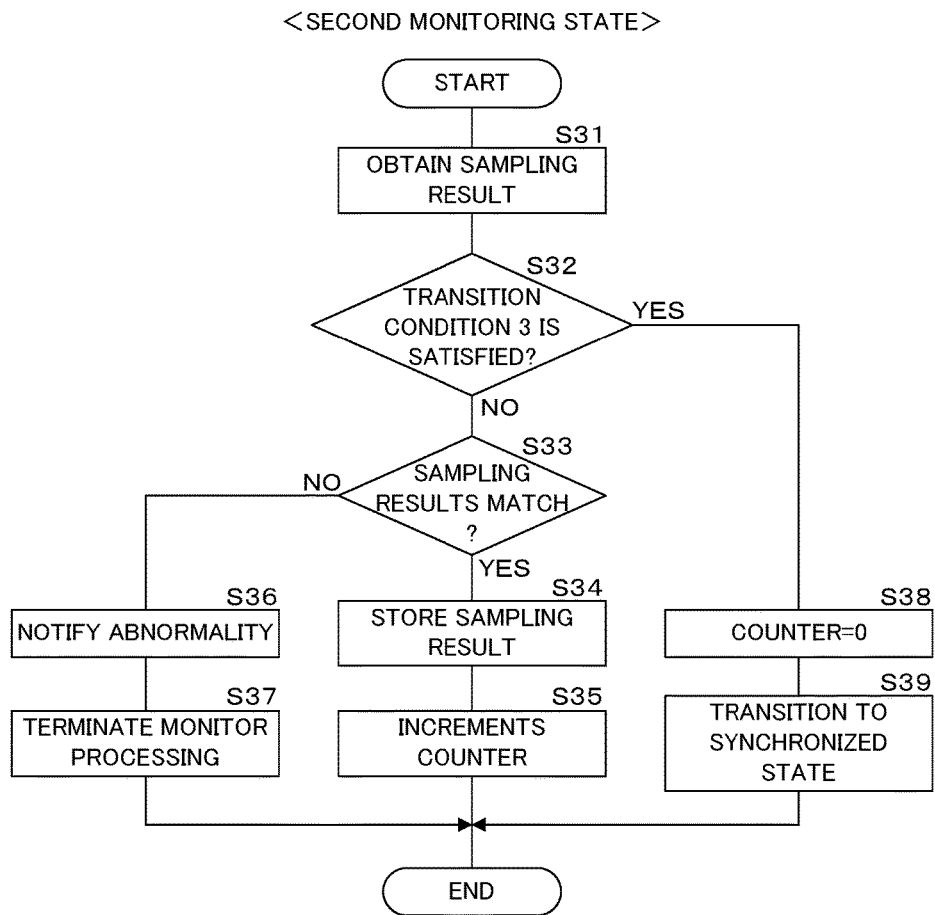 <SECOND MONITORING STATE>
START
S31
OBTAIN SAMPLING
RESULT
S32
TRANSITION
CONDITION 3 IS
SATISFIED?
YES
NO
S33
SAMPLING
RESULTS MATCH
?
NO
YES
S36
NOTIFY ABNORMALITY
S37
TERMINATE MONITOR
PROCESSING
S34
STORE SAMPLING
RESULT
S35
INCREMENTS
COUNTER
S38
COUNTER=0
S39
TRANSITION TO
SYNCHRONIZED
STATE
END